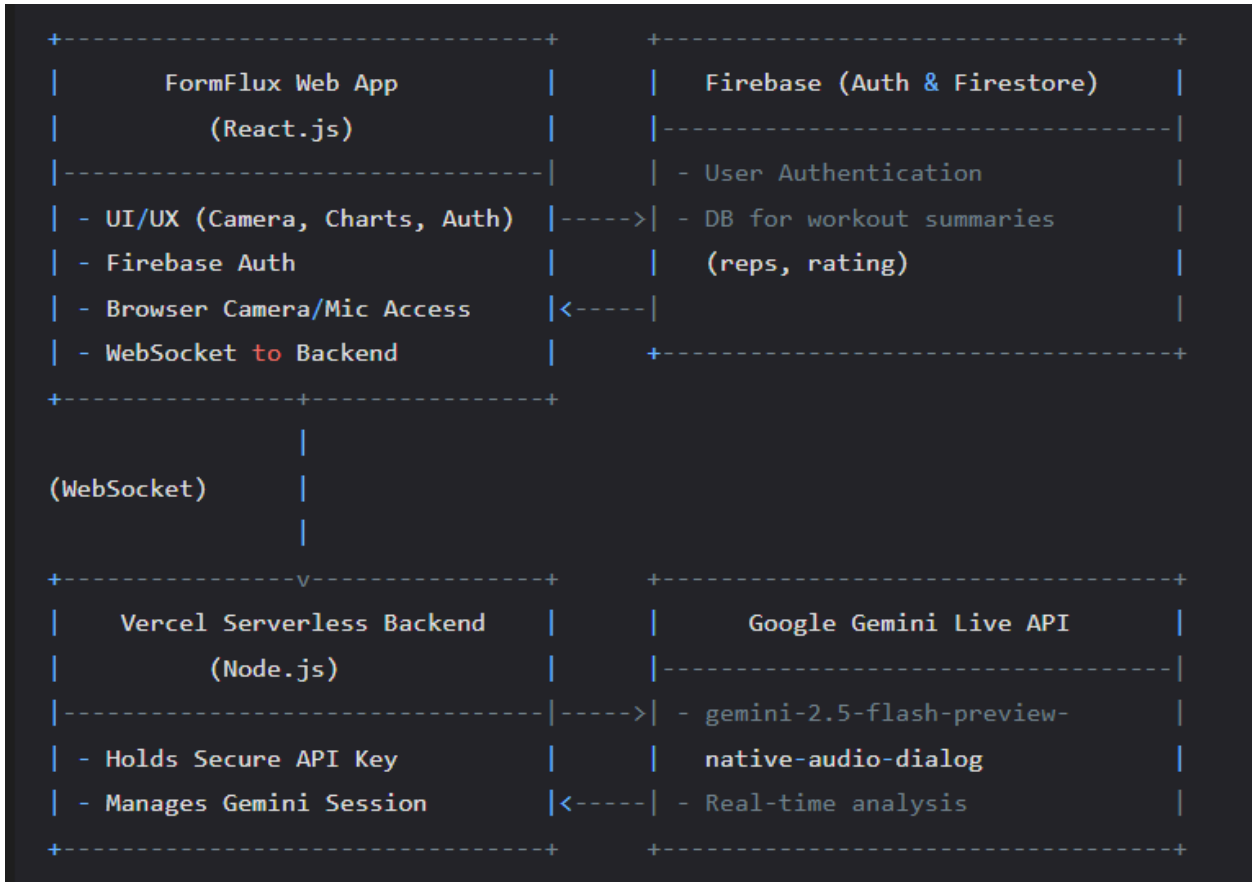 FormFlux Web App
(React.js)
- UI/UX (Camera, Charts, Auth)
- Firebase Auth
- Browser Camera/Mic Access
- WebSocket to Backend
Firebase (Auth & Firestore)
- User Authentication
- DB for workout summaries
(reps, rating)
(WebSocket)
Vercel Serverless Backend
(Node.js)
- Holds Secure API Key
- Manages Gemini Session
Google Gemini Live API
- gemini-2.5-flash-preview-
native-audio-dialog
- Real-time analysis